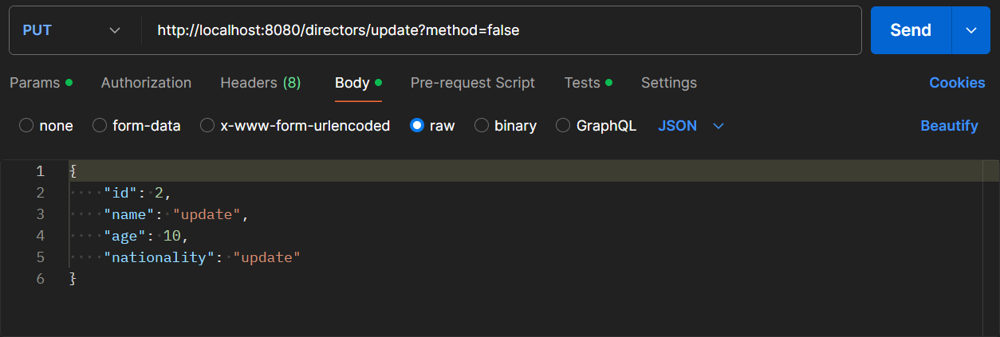 PUT http://localhost:8080/directors/update?method=false Send
Params Authorization Headers (8) Body Pre-request Script Tests Settings Cookies
none form-data x-www-form-urlencoded raw binary GraphQL JSON Beautify
1 {
2 "id": 2,
3 "name": "update",
4 "age": 10,
5 "nationality": "update"
6 }